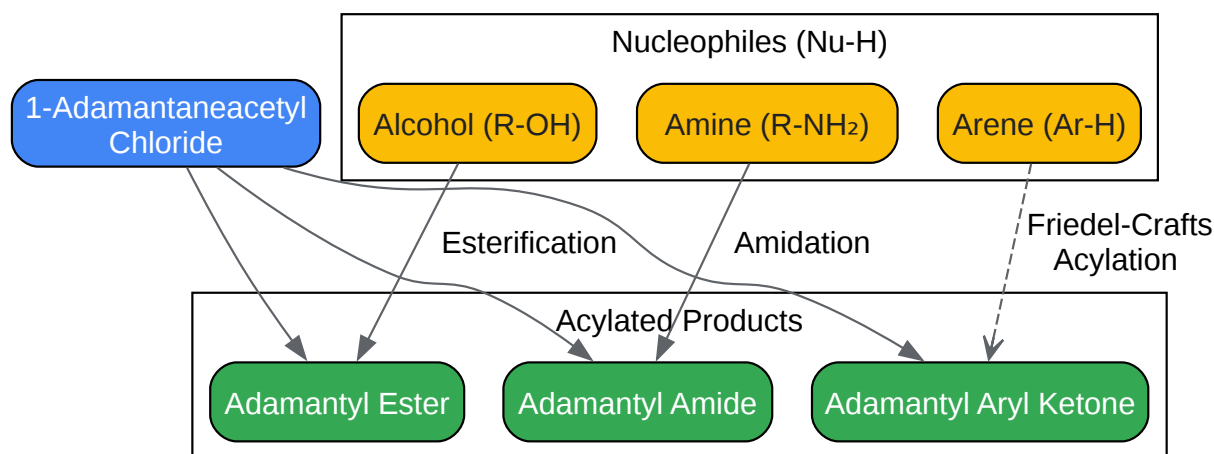 Nucleophiles (Nu-H)
1-Adamantaneacetyl
Chloride
Alcohol (R-OH)
Amine (R-NH₂)
Arene (Ar-H)
Esterification
Amidation
Friedel-Crafts
Acylation
Acylated Products
Adamantyl Ester
Adamantyl Amide
Adamantyl Aryl Ketone